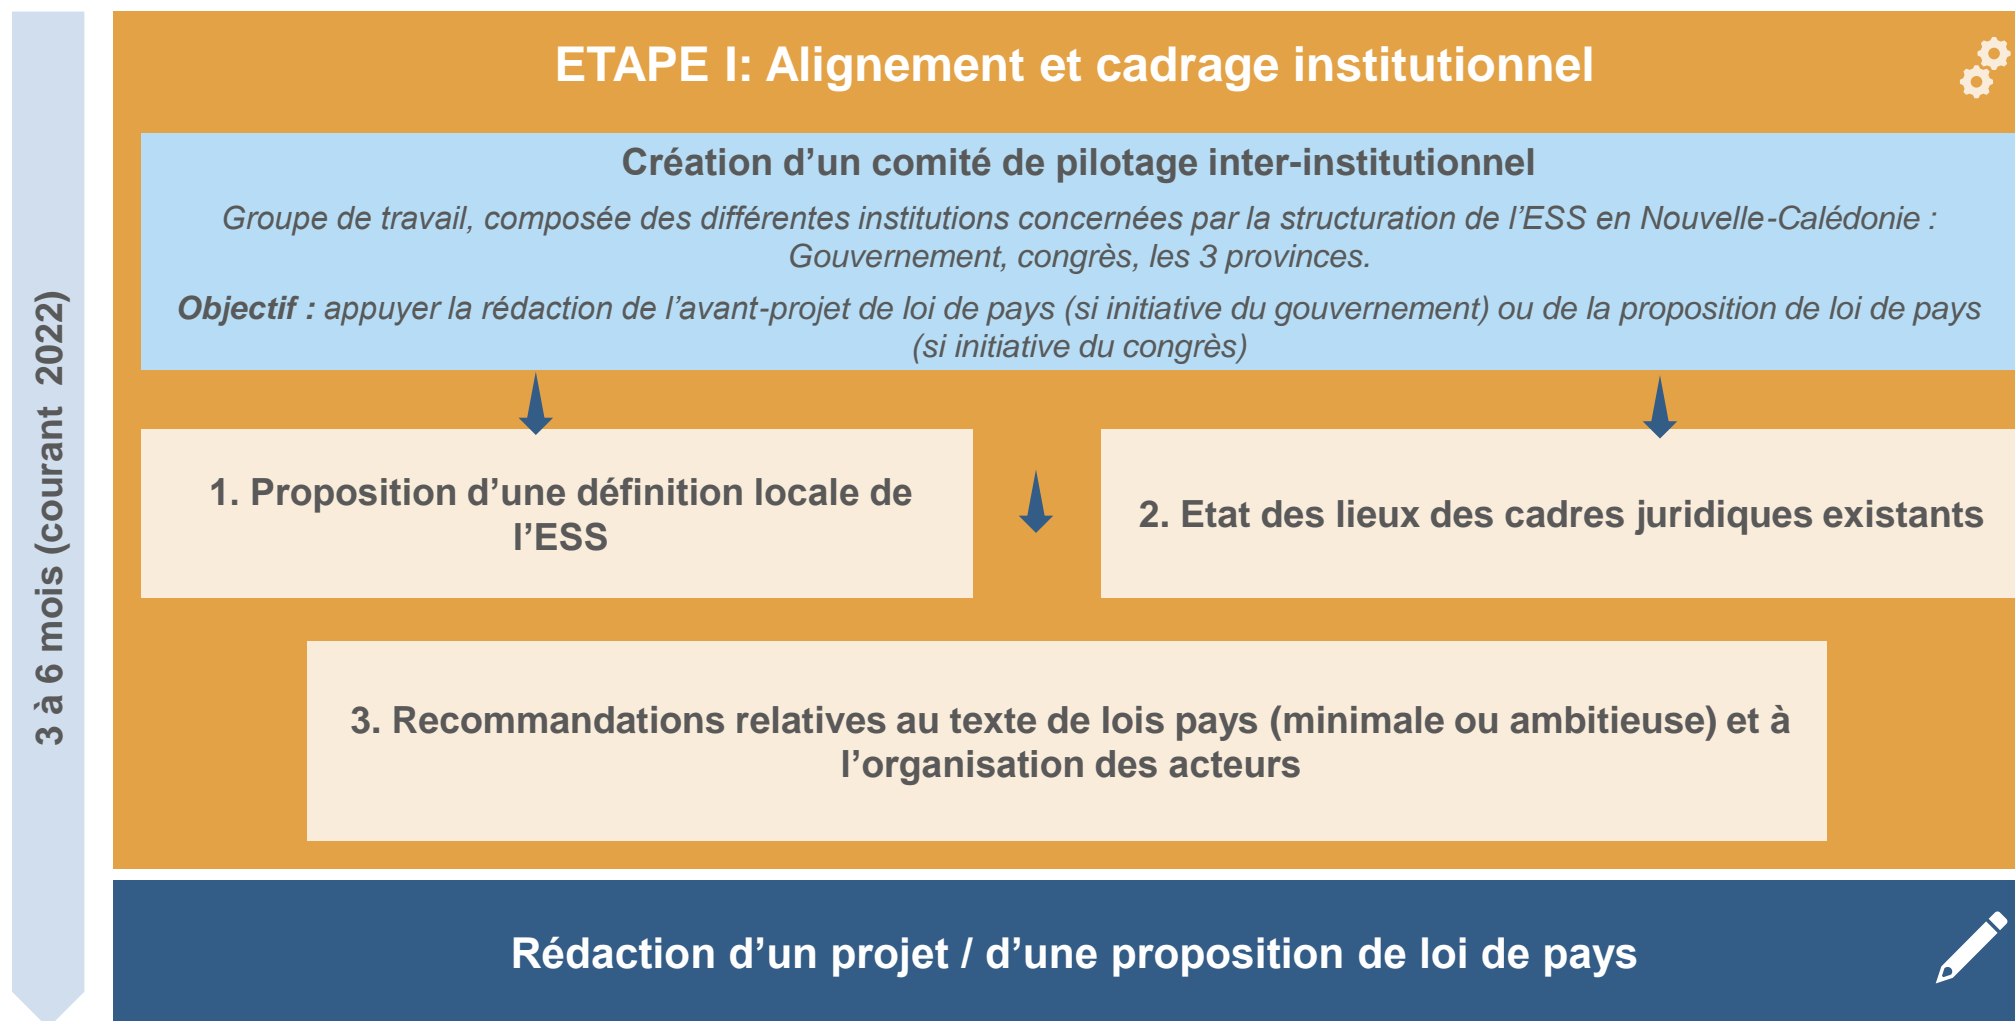 ETAPE I: Alignement et cadrage institutionnel
Création d’un comité de pilotage inter-institutionnel
Groupe de travail, composée des différentes institutions concernées par la structuration de l’ESS en Nouvelle-Calédonie :
Gouvernement, congrès, les 3 provinces.
Objectif : appuyer la rédaction de l’avant-projet de loi de pays (si initiative du gouvernement) ou de la proposition de loi de pays
(si initiative du congrès)
3 à 6 mois (courant 2022)
1. Proposition d’une définition locale de
l’ESS
2. Etat des lieux des cadres juridiques existants
3. Recommandations relatives au texte de lois pays (minimale ou ambitieuse) et à
l’organisation des acteurs
Rédaction d’un projet / d’une proposition de loi de pays